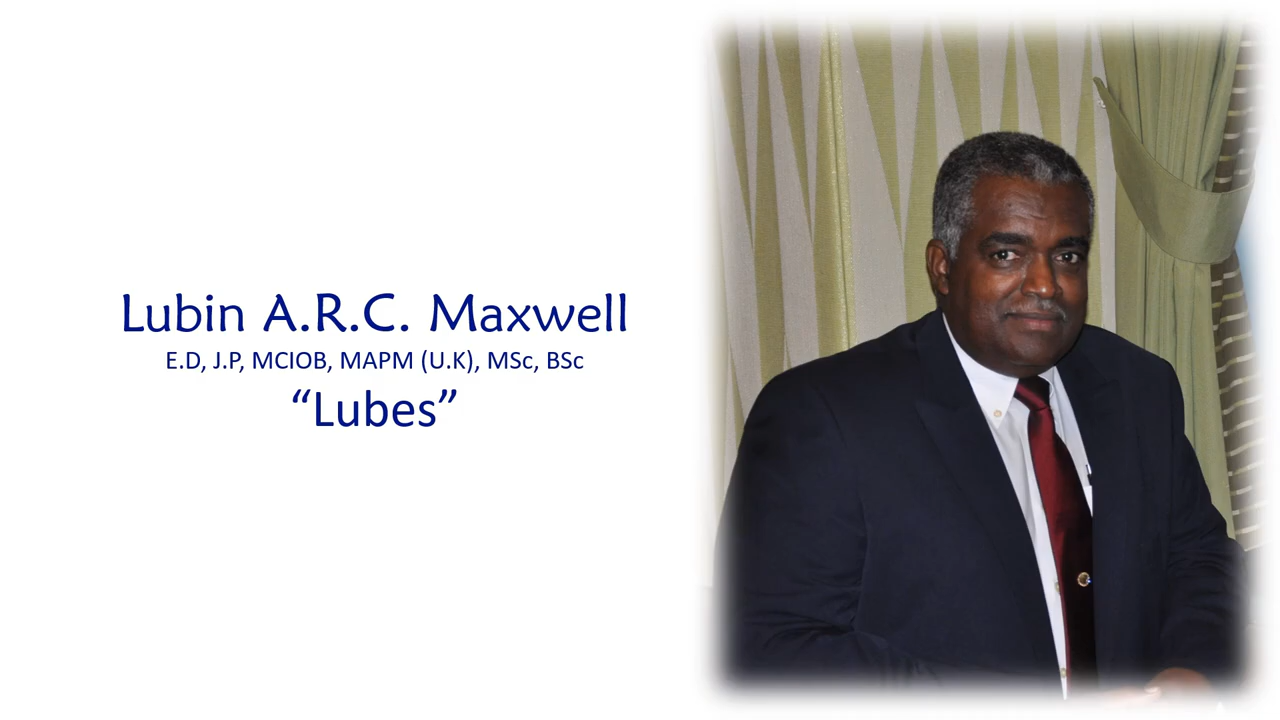 Lubin A.R.C. Maxwell
E.D, J.P, MCIOB, MAPM (U.K), MSc, BSc
“Lubes”